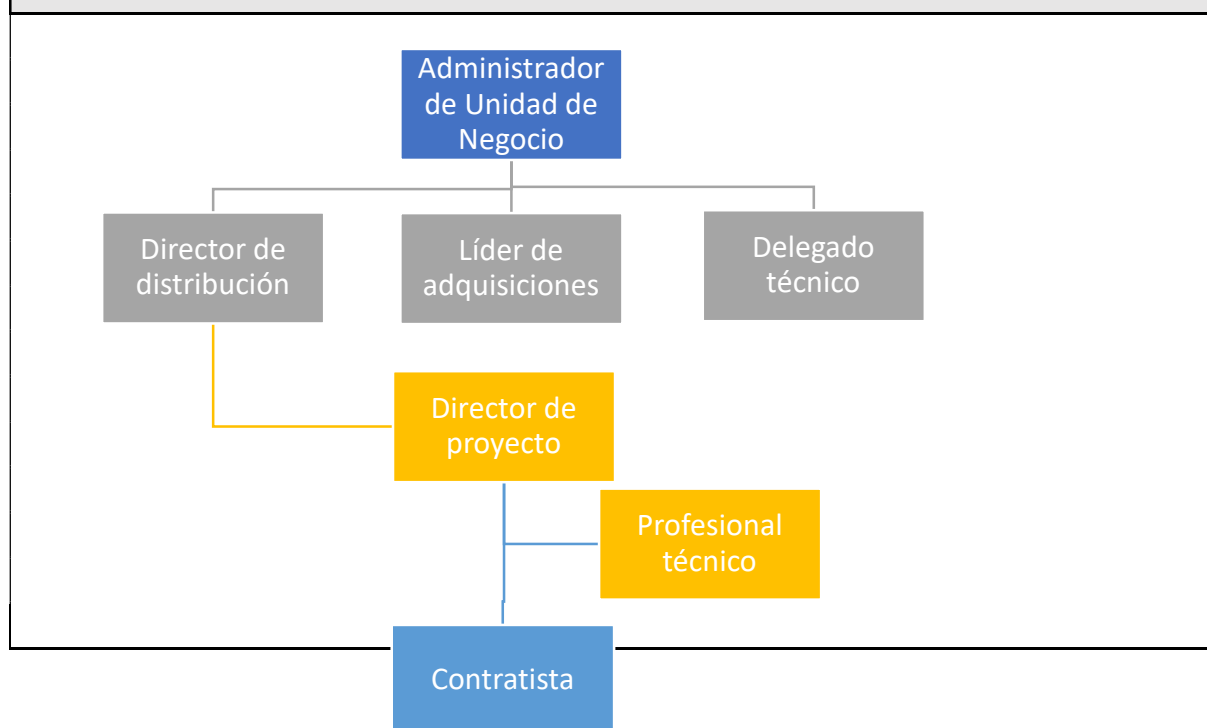 Administrador
de Unidad de
Negocio
Director de
distribución
Líder de
adquisiciones
Delegado
técnico
Director de
proyecto
Profesional
técnico
Contratista